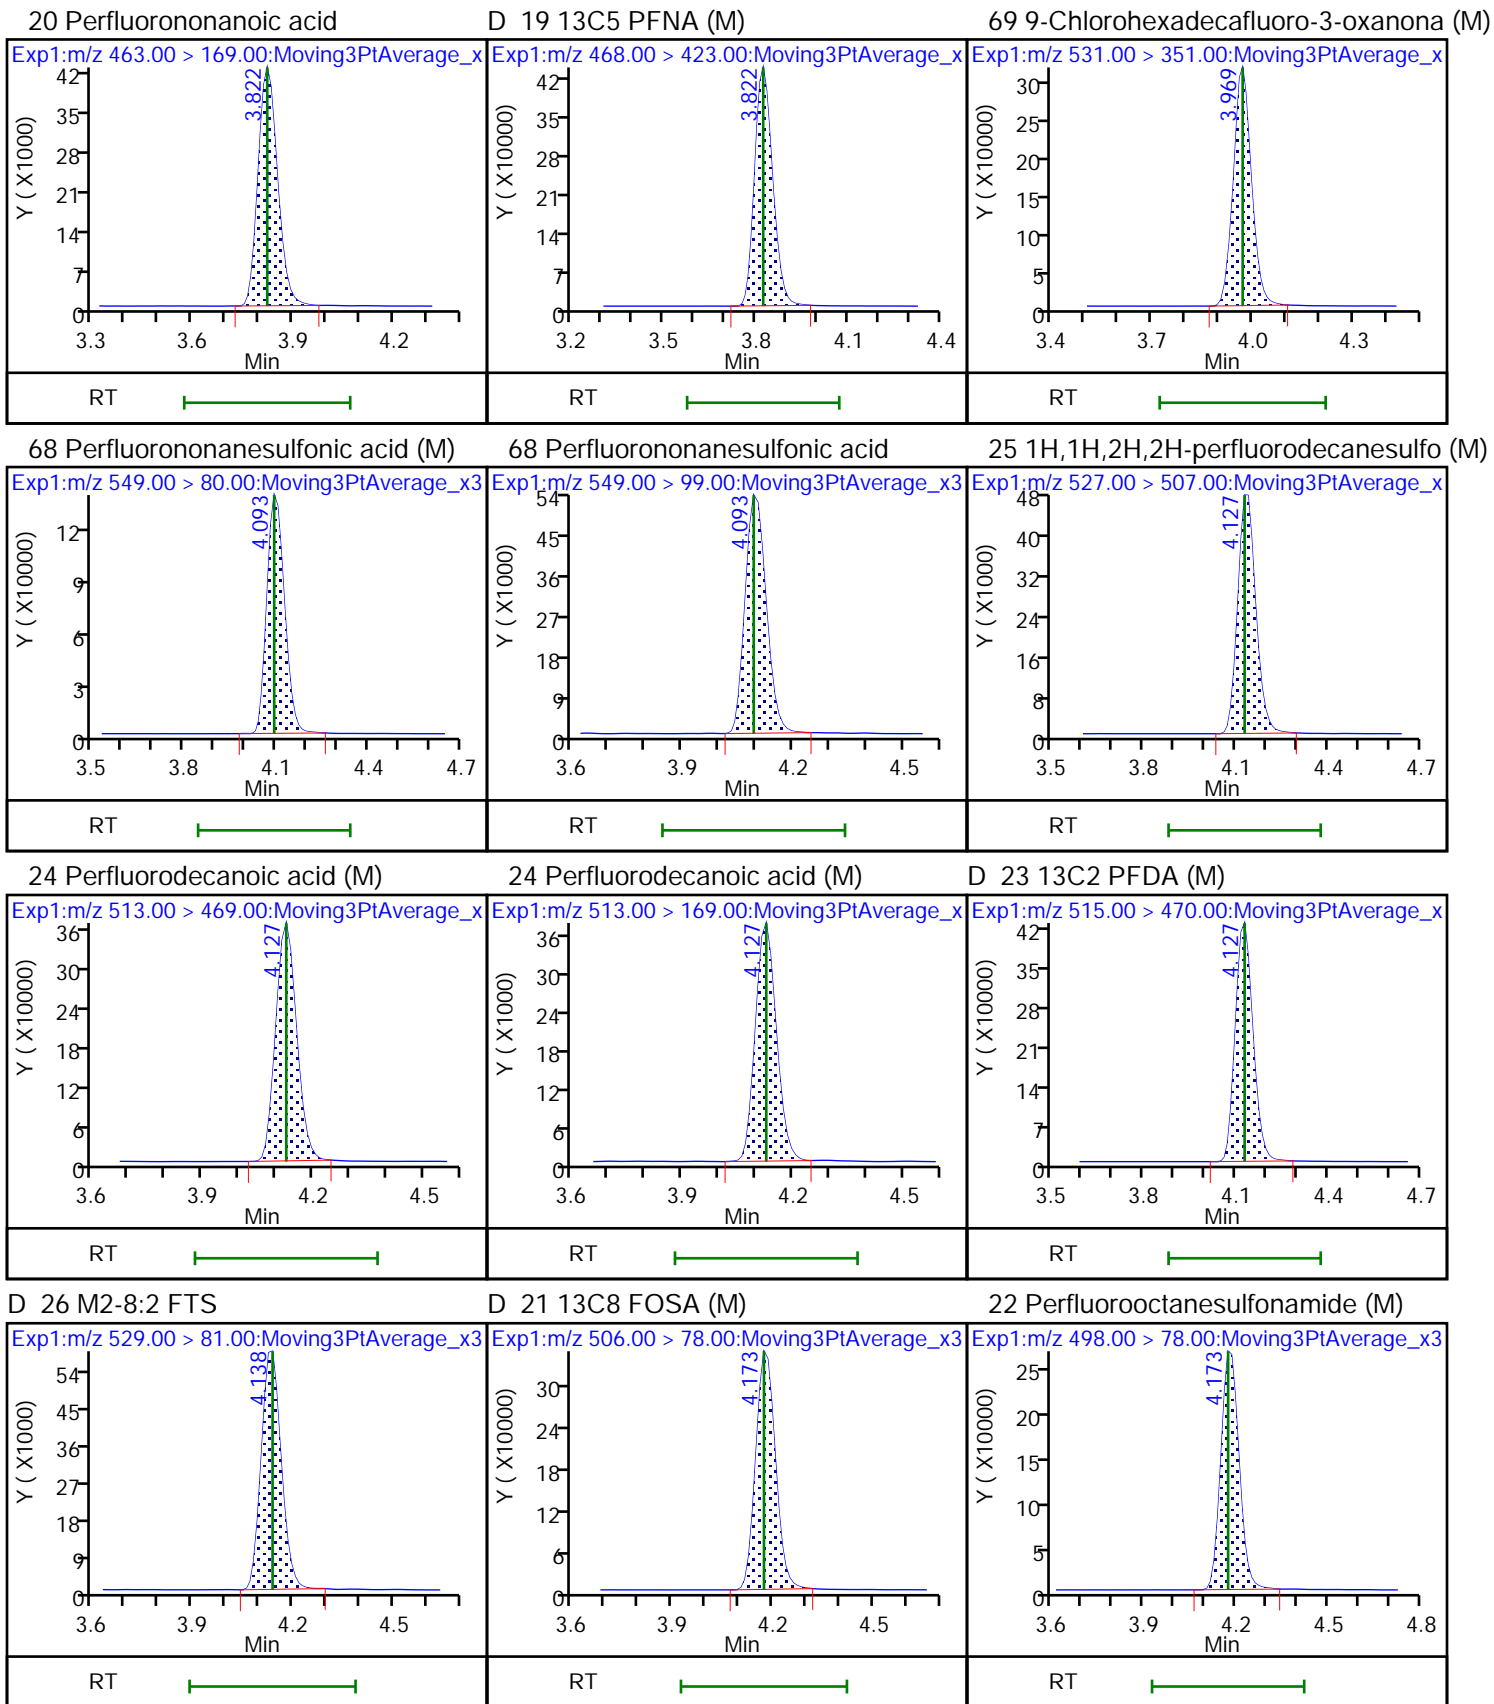 20 Perfluorononanoic acid
Exp1:m/z 463.00 > 169.00:Moving3PtAverage_x
Y ( X10000)
42
35
28
21
14
7
0
3.822
3.3 3.6 3.9 4.2
Min
RT
D 19 13C5 PFNA (M)
Exp1:m/z 468.00 > 423.00:Moving3PtAverage_x
Y ( X10000)
42
35
28
21
14
7
0
3.822
3.2 3.5 3.8 4.1 4.4
Min
RT
69 9-Chlorohexadecafluoro-3-oxanona (M)
Exp1:m/z 531.00 > 351.00:Moving3PtAverage_x
Y ( X10000)
30
25
20
15
10
5
0
3.969
3.4 3.7 4.0 4.3
Min
RT
68 Perfluorononanesulfonic acid (M)
Exp1:m/z 549.00 > 80.00:Moving3PtAverage_x3
Y ( X10000)
12
9
6
3
0
4.093
3.5 3.8 4.1 4.4 4.7
Min
RT
68 Perfluorononanesulfonic acid
Exp1:m/z 549.00 > 99.00:Moving3PtAverage_x3
Y ( X1000)
54
45
36
27
18
9
0
4.093
3.6 3.9 4.2 4.5
Min
RT
25 1H,1H,2H,2H-perfluorodecanesulfo (M)
Exp1:m/z 527.00 > 507.00:Moving3PtAverage_x
Y ( X1000)
48
40
32
24
16
8
0
4.127
3.5 3.8 4.1 4.4 4.7
Min
RT
24 Perfluorodecanoic acid (M)
Exp1:m/z 513.00 > 469.00:Moving3PtAverage_x
Y ( X10000)
36
30
24
18
12
6
0
4.127
3.6 3.9 4.2 4.5
Min
RT
24 Perfluorodecanoic acid (M)
Exp1:m/z 513.00 > 169.00:Moving3PtAverage_x
Y ( X1000)
36
30
24
18
12
6
0
4.127
3.6 3.9 4.2 4.5
Min
RT
D 23 13C2 PFDA (M)
Exp1:m/z 515.00 > 470.00:Moving3PtAverage_x
Y ( X10000)
42
35
28
21
14
7
0
4.127
3.5 3.8 4.1 4.4 4.7
Min
RT
D 26 M2-8:2 FTS
Exp1:m/z 529.00 > 81.00:Moving3PtAverage_x3
Y ( X1000)
54
45
36
27
18
9
0
4.138
3.6 3.9 4.2 4.5
Min
RT
D 21 13C8 FOSA (M)
Exp1:m/z 506.00 > 78.00:Moving3PtAverage_x3
Y ( X10000)
30
24
18
12
6
0
4.173
3.6 3.9 4.2 4.5
Min
RT
22 Perfluorooctanesulfonamide (M)
Exp1:m/z 498.00 > 78.00:Moving3PtAverage_x3
Y ( X10000)
25
20
15
10
5
0
4.173
3.6 3.9 4.2 4.5 4.8
Min
RT